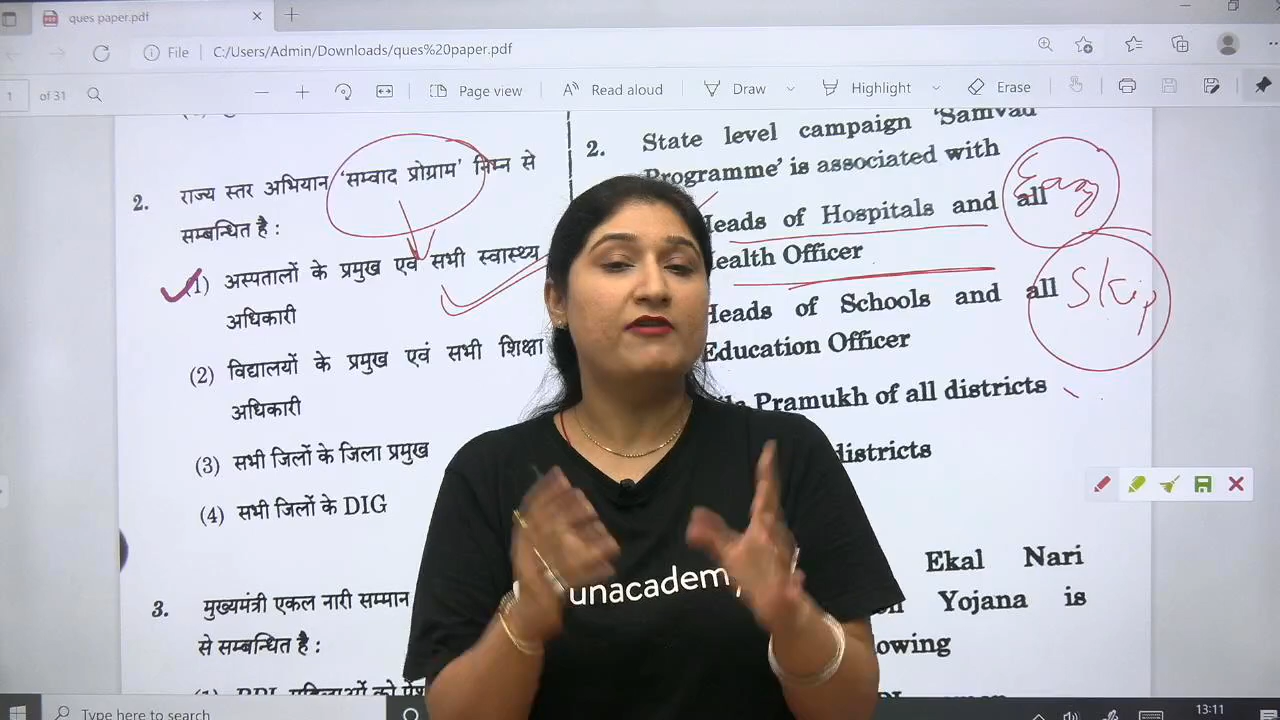 ques paper.pdf
File
C:/Users/Admin/Downloads/ques%20paper.pdf
1 of 31
Page view
Read aloud
Draw
Highlight
Erase
2. राज्य स्तर अभियान 'सम्वाद प्रोग्राम' निम्न से
सम्बन्धित है :
(1) अस्पतालों के प्रमुख एवं सभी स्वास्थ्य
अधिकारी
(2) विद्यालयों के प्रमुख एवं सभी शिक्षा
अधिकारी
(3) सभी जिलों के जिला प्रमुख
(4) सभी जिलों के DIG
3. मुख्यमंत्री एकल नारी सम्मान
से सम्बन्धित है :
2. State level campaign 'Samvad
Programme' is associated with
Heads of Hospitals and all
Health Officer
Heads of Schools and all
Education Officer
Pramukh of all districts
districts
Ekal Nari
Yojana is
Easy
Skip
unacademy
Type here to search
13:11